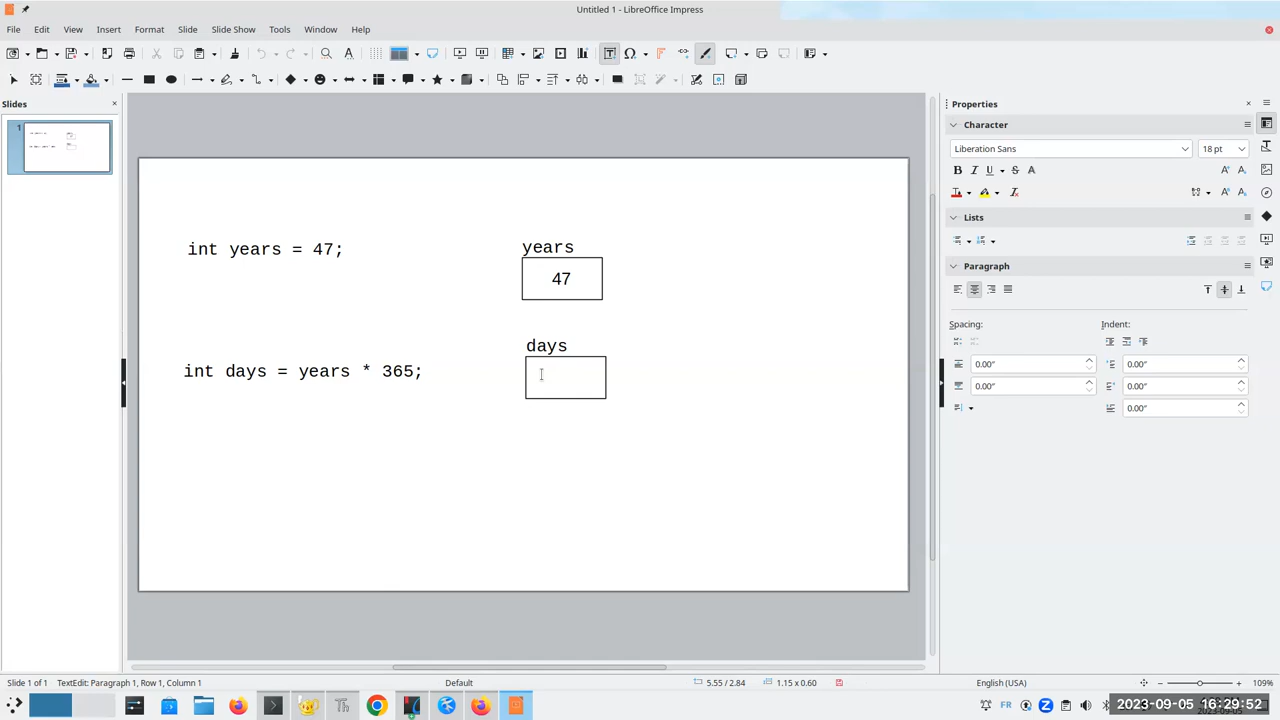 Untitled 1 - LibreOffice Impress
File Edit View Insert Format Slide Slide Show Tools Window Help
Slides
1
int years = 47;
years
47
days
int days = years * 365;
Properties
Character
Liberation Sans
18 pt
Lists
Paragraph
Spacing: Indent:
0.00" 0.00"
0.00" 0.00"
0.00"
Slide 1 of 1 TextEdit: Paragraph 1, Row 1, Column 1 Default 5.55 / 2.84 1.15 x 0.60 English (USA) 109%
FR 2023-09-05 16:29:52